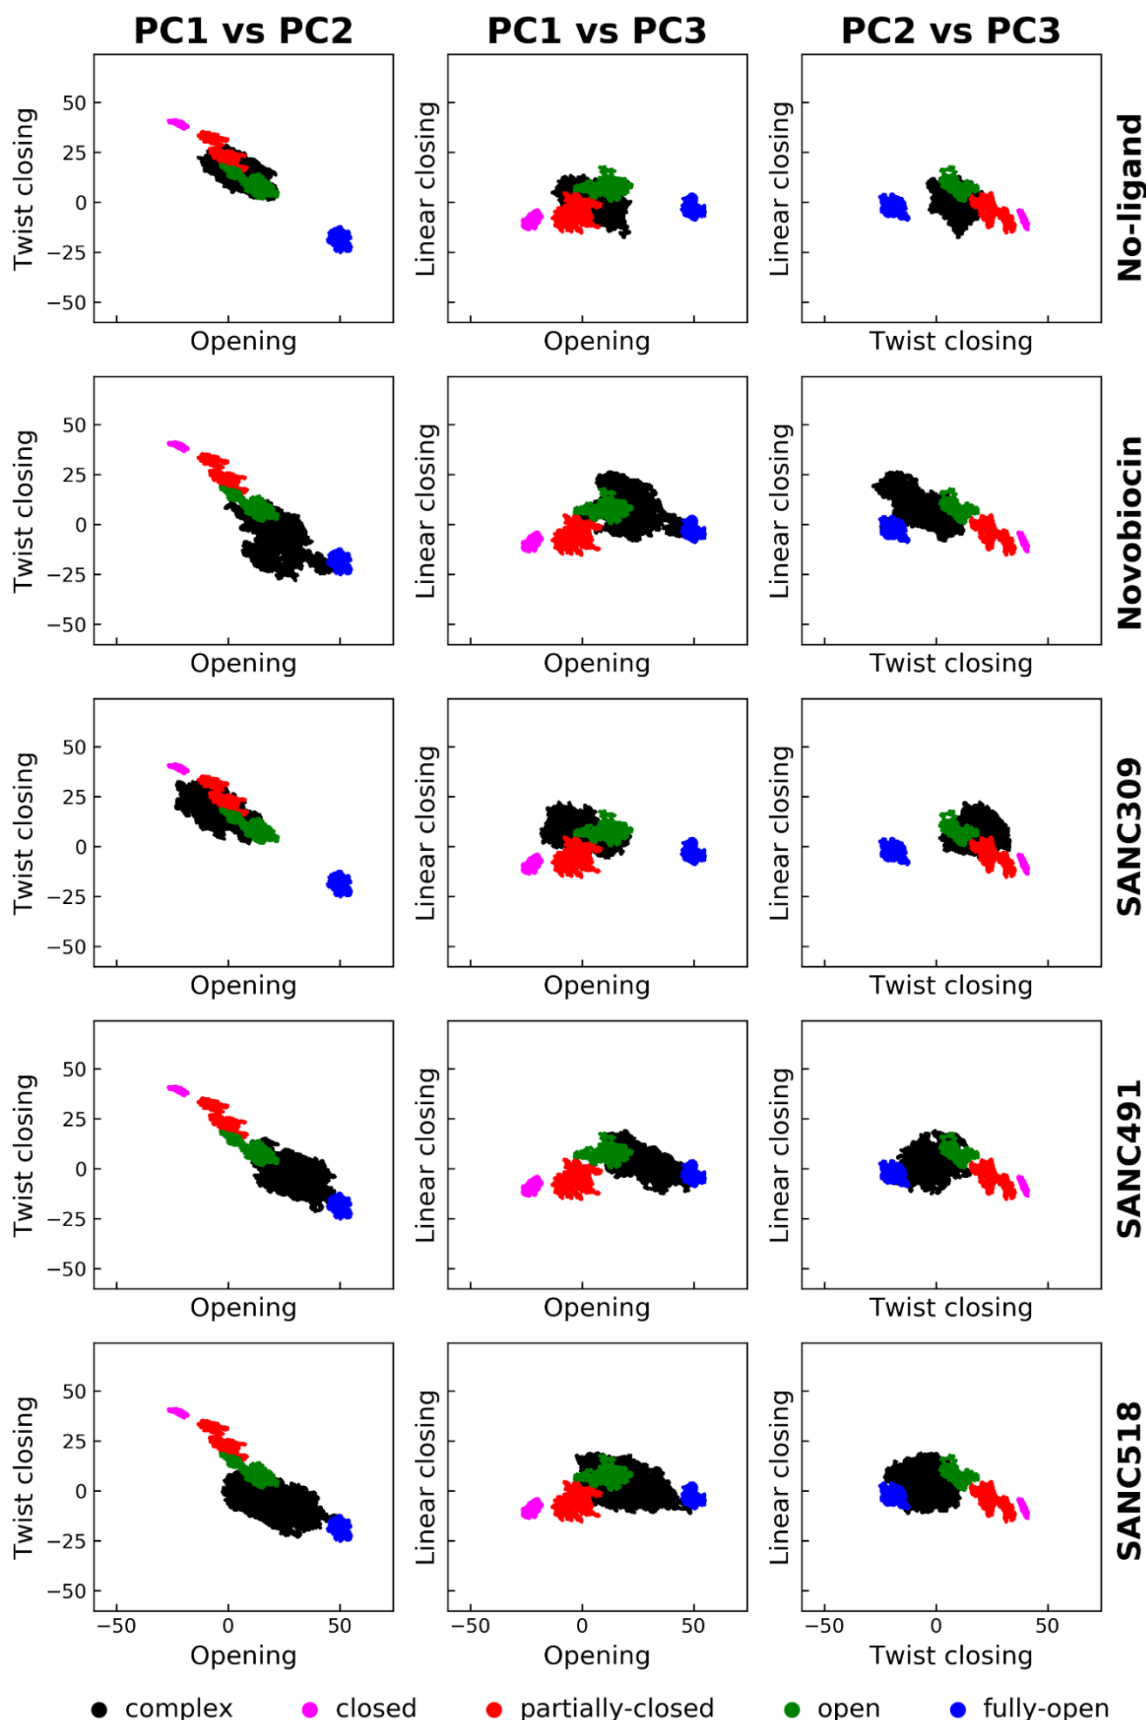 PC1 vs PC2
PC1 vs PC3
PC2 vs PC3
Twist closing
50
25
0
−25
−50
Opening
Linear closing
Opening
Linear closing
Twist closing
No-ligand
Twist closing
50
25
0
−25
−50
Opening
Linear closing
Opening
Linear closing
Twist closing
Novobiocin
Twist closing
50
25
0
−25
−50
Opening
Linear closing
Opening
Linear closing
Twist closing
SANC309
Twist closing
50
25
0
−25
−50
Opening
Linear closing
Opening
Linear closing
Twist closing
SANC491
Twist closing
50
25
0
−25
−50
−50 0 50
Opening
Linear closing
−50 0 50
Opening
Linear closing
−50 0 50
Twist closing
SANC518
complex closed partially-closed open fully-open